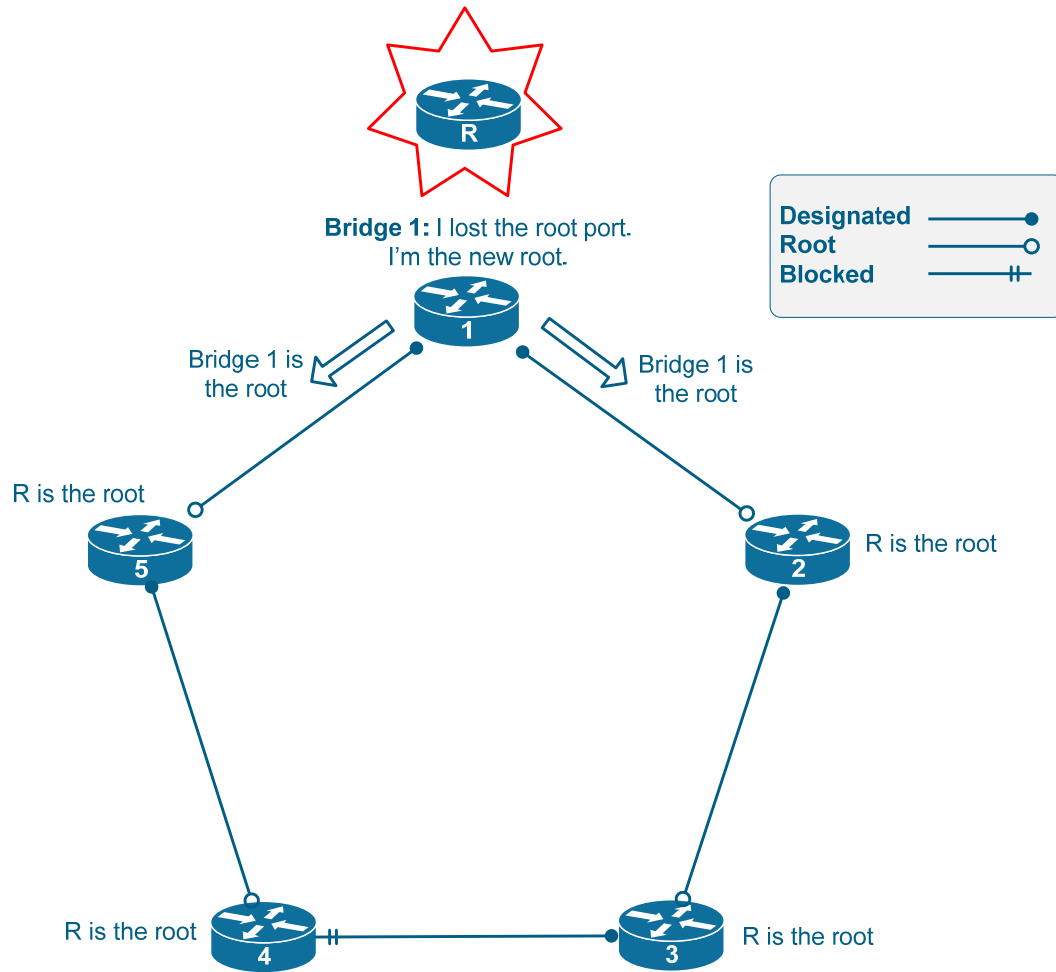 R
Bridge 1: I lost the root port.
I'm the new root.
Designated
Root
Blocked
1
Bridge 1 is
the root
Bridge 1 is
the root
R is the root
5
2
R is the root
R is the root
4
3
R is the root